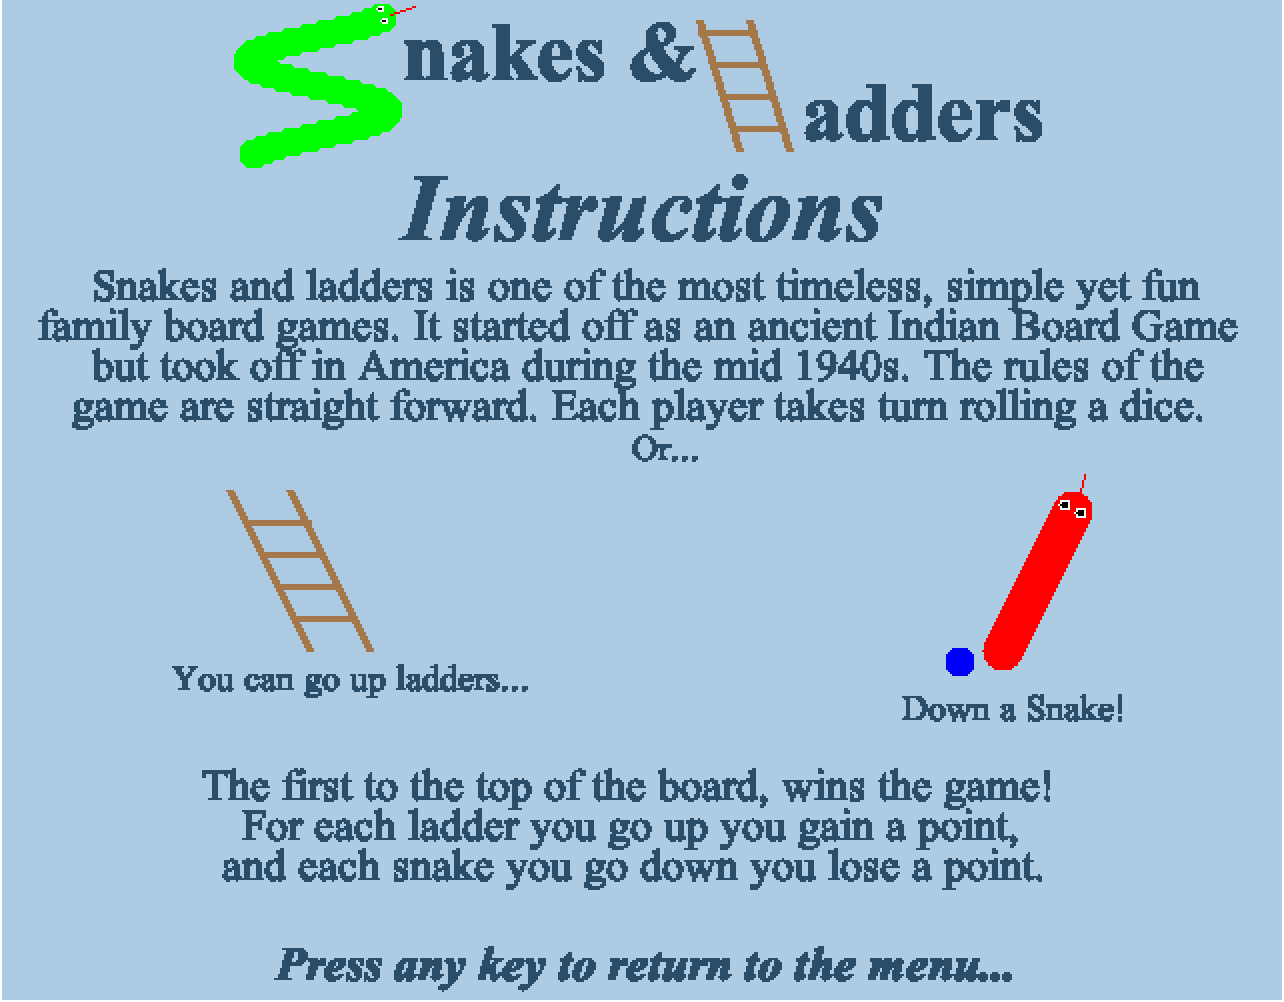 nakes &
adders
Instructions
Snakes and ladders is one of the most timeless, simple yet fun
family board games. It started off as an ancient Indian Board Game
but took off in America during the mid 1940s. The rules of the
game are straight forward. Each player takes turn rolling a dice.
Or...
You can go up ladders...
Down a Snake!
The first to the top of the board, wins the game!
For each ladder you go up you gain a point,
and each snake you go down you lose a point.
Press any key to return to the menu...